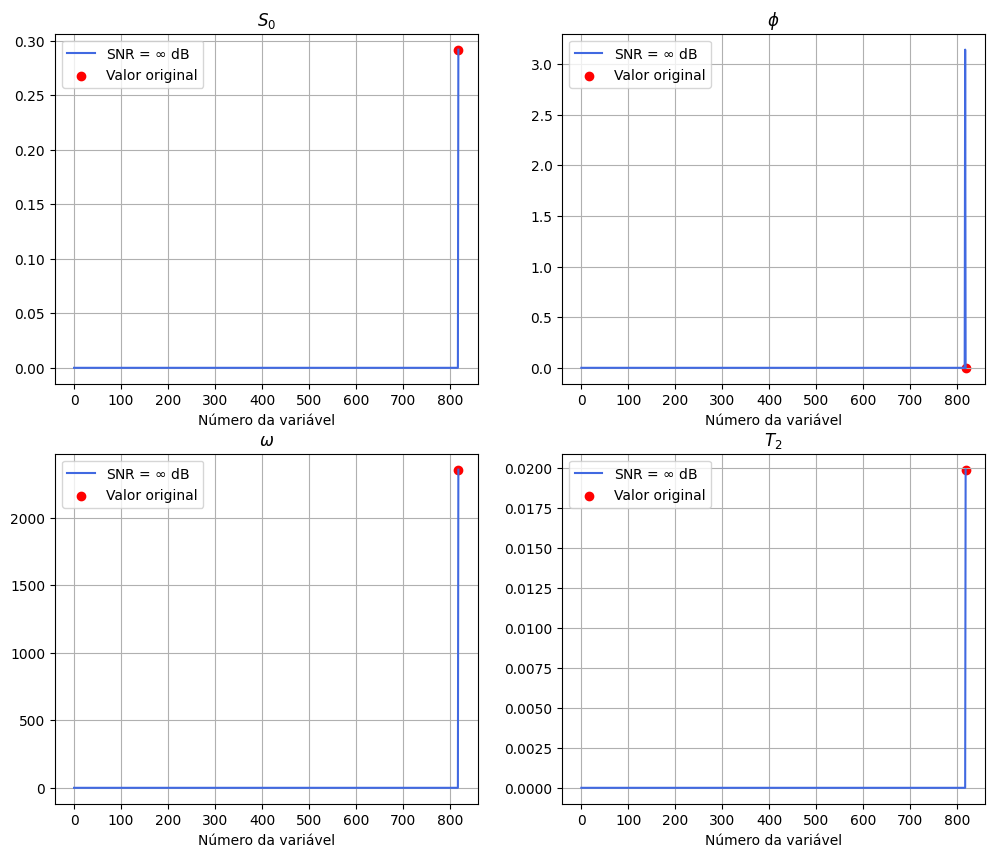 S₀
0.30
0.25
0.20
0.15
0.10
0.05
0.00
SNR = ∞ dB
Valor original
0 100 200 300 400 500 600 700 800
Número da variável
ϕ
3.0
2.5
2.0
1.5
1.0
0.5
0.0
SNR = ∞ dB
Valor original
0 100 200 300 400 500 600 700 800
Número da variável
ω
2000
1500
1000
500
0
SNR = ∞ dB
Valor original
0 100 200 300 400 500 600 700 800
Número da variável
T₂
0.0200
0.0175
0.0150
0.0125
0.0100
0.0075
0.0050
0.0025
0.0000
SNR = ∞ dB
Valor original
0 100 200 300 400 500 600 700 800
Número da variável